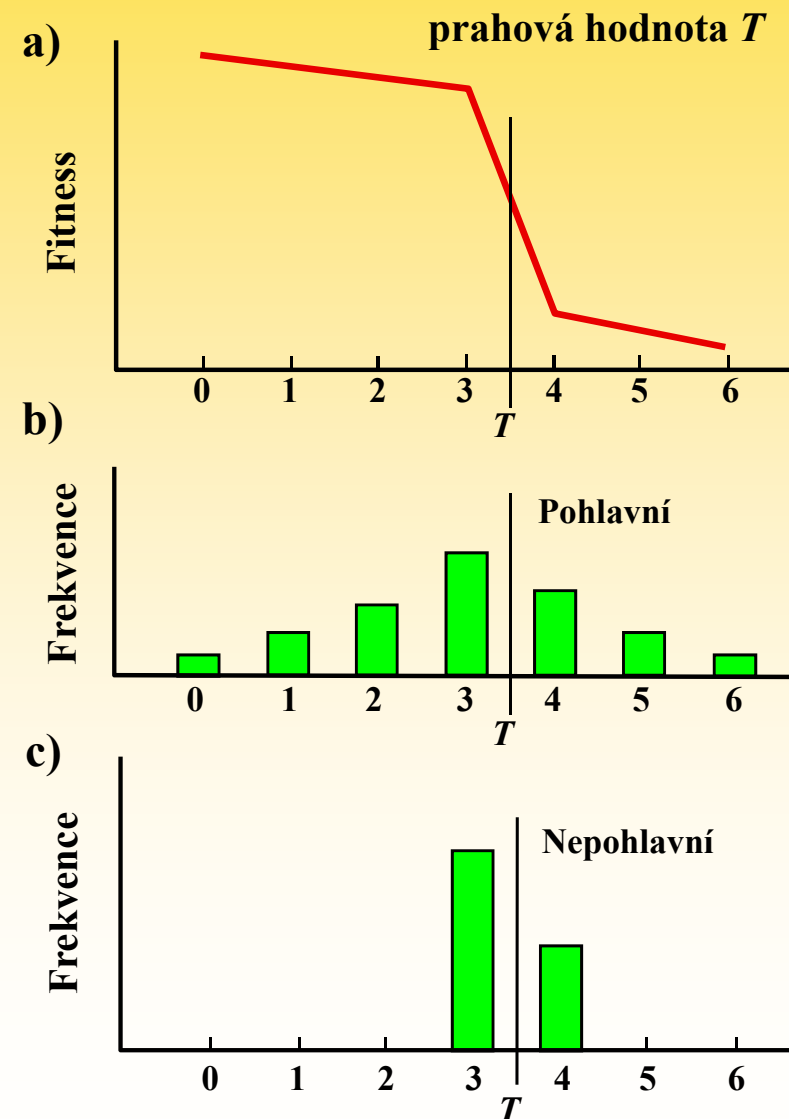 prahová hodnota T
a)
Fitness
0 1 2 3 4 5 6
T
b)
Frekvence
Pohlavní
0 1 2 3 4 5 6
T
c)
Frekvence
Nepohlavní
0 1 2 3 4 5 6
T